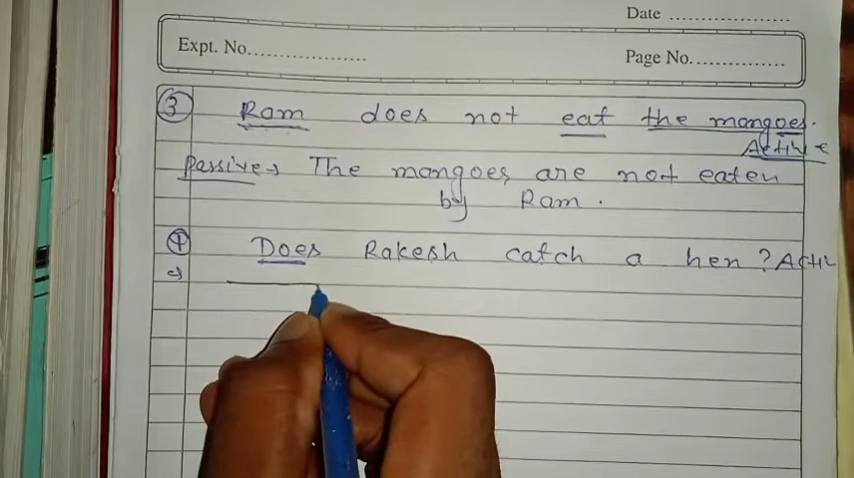 Date ....................
Expt. No....................
Page No................
③ Ram does not eat the mangoes.
Active
Passive→ The mangoes are not eaten
by Ram.
④ Does Rakesh catch a hen? Activ